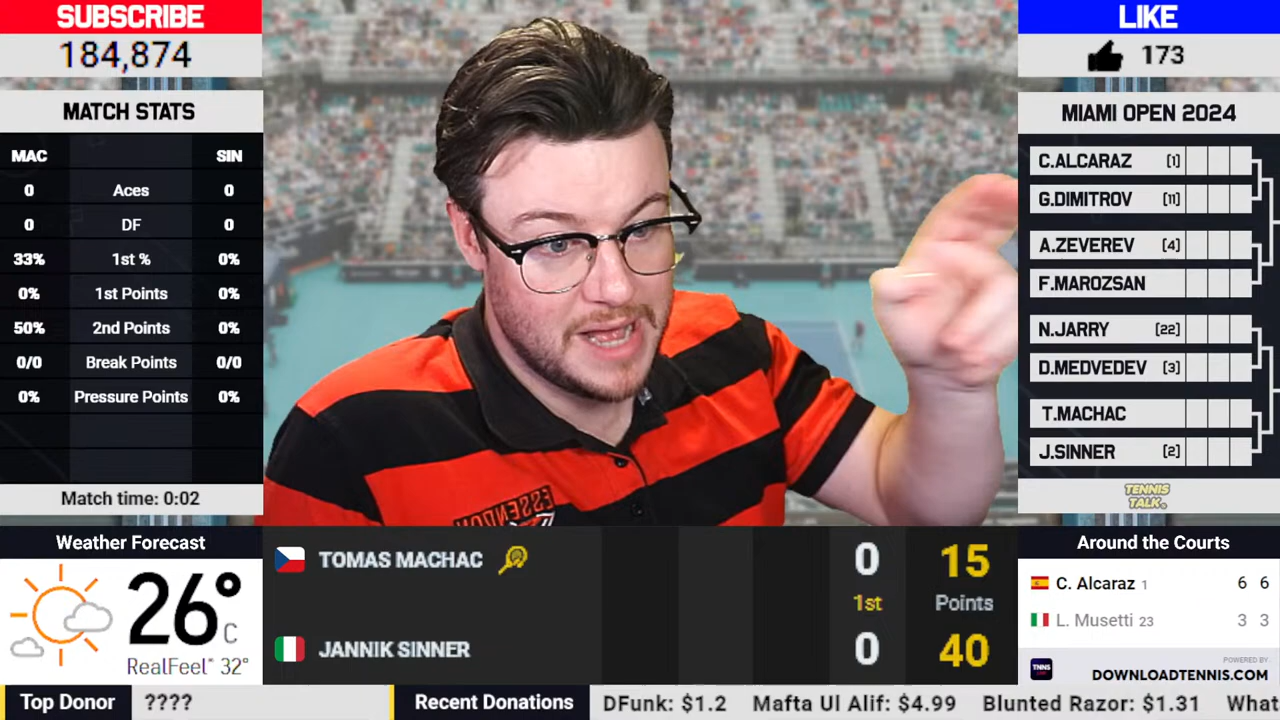 SUBSCRIBE
184,874
MATCH STATS
MAC SIN
0 Aces 0
0 DF 0
33% 1st % 0%
0% 1st Points 0%
50% 2nd Points 0%
0/0 Break Points 0/0
0% Pressure Points 0%
Match time: 0:02
LIKE
173
MIAMI OPEN 2024
C.ALCARAZ [1]
G.DIMITROV [11]
A.ZEVEREV [4]
F.MAROZSAN
N.JARRY [22]
D.MEDVEDEV [3]
T.MACHAC
J.SINNER [2]
TENNIS
TALK
ESSENDON
Weather Forecast
26°C
RealFeel® 32°
TOMAS MACHAC 0 15
1st Points
JANNIK SINNER 0 40
Around the Courts
C. Alcaraz 1 6 6
L. Musetti 23 3 3
TNNS
POWERED BY
DOWNLOADTENNIS.COM
Top Donor ???? Recent Donations DFunk: $1.2 Mafta Ul Alif: $4.99 Blunted Razor: $1.31 What